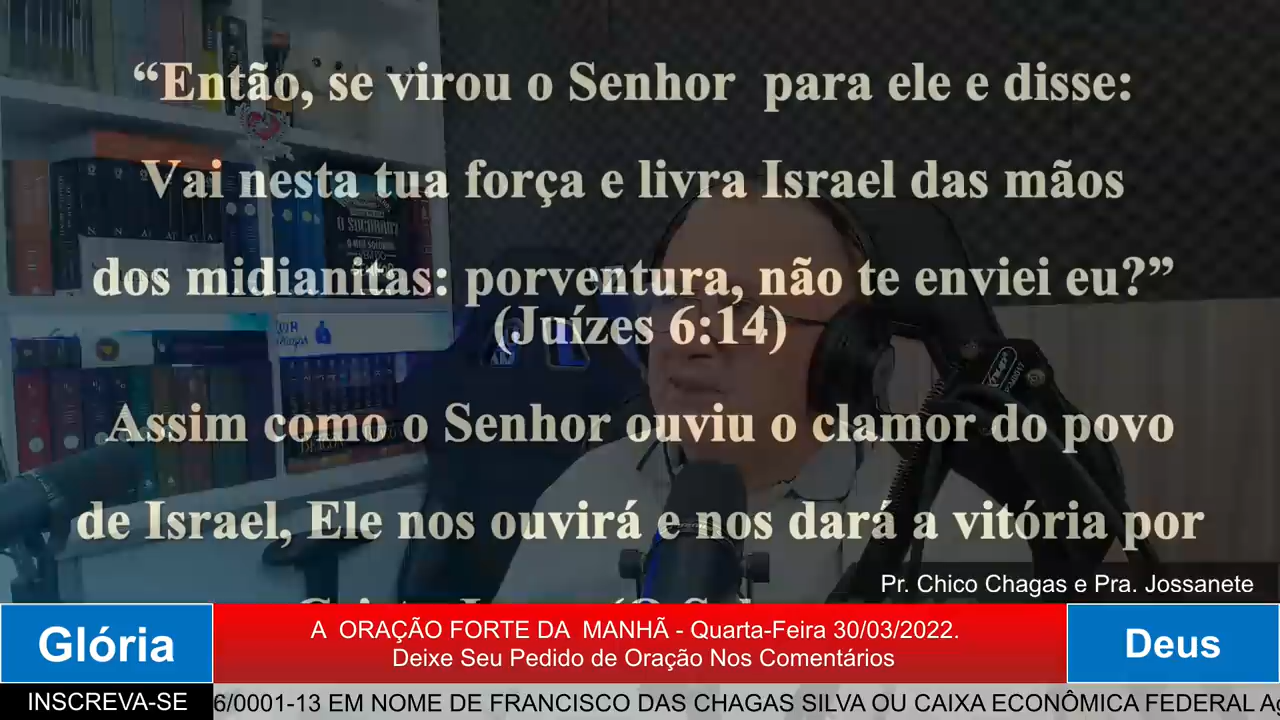 “Então, se virou o Senhor para ele e disse:
Vai nesta tua força e livra Israel das mãos
dos midianitas: porventura, não te enviei eu?”
(Juízes 6:14)
Assim como o Senhor ouviu o clamor do povo
de Israel, Ele nos ouvirá e nos dará a vitória por
O SOCORRO?
Pr. Chico Chagas e Pra. Jossanete
Glória
A ORAÇÃO FORTE DA MANHÃ - Quarta-Feira 30/03/2022.
Deixe Seu Pedido de Oração Nos Comentários
Deus
INSCREVA-SE
6/0001-13 EM NOME DE FRANCISCO DAS CHAGAS SILVA OU CAIXA ECONÔMICA FEDERAL